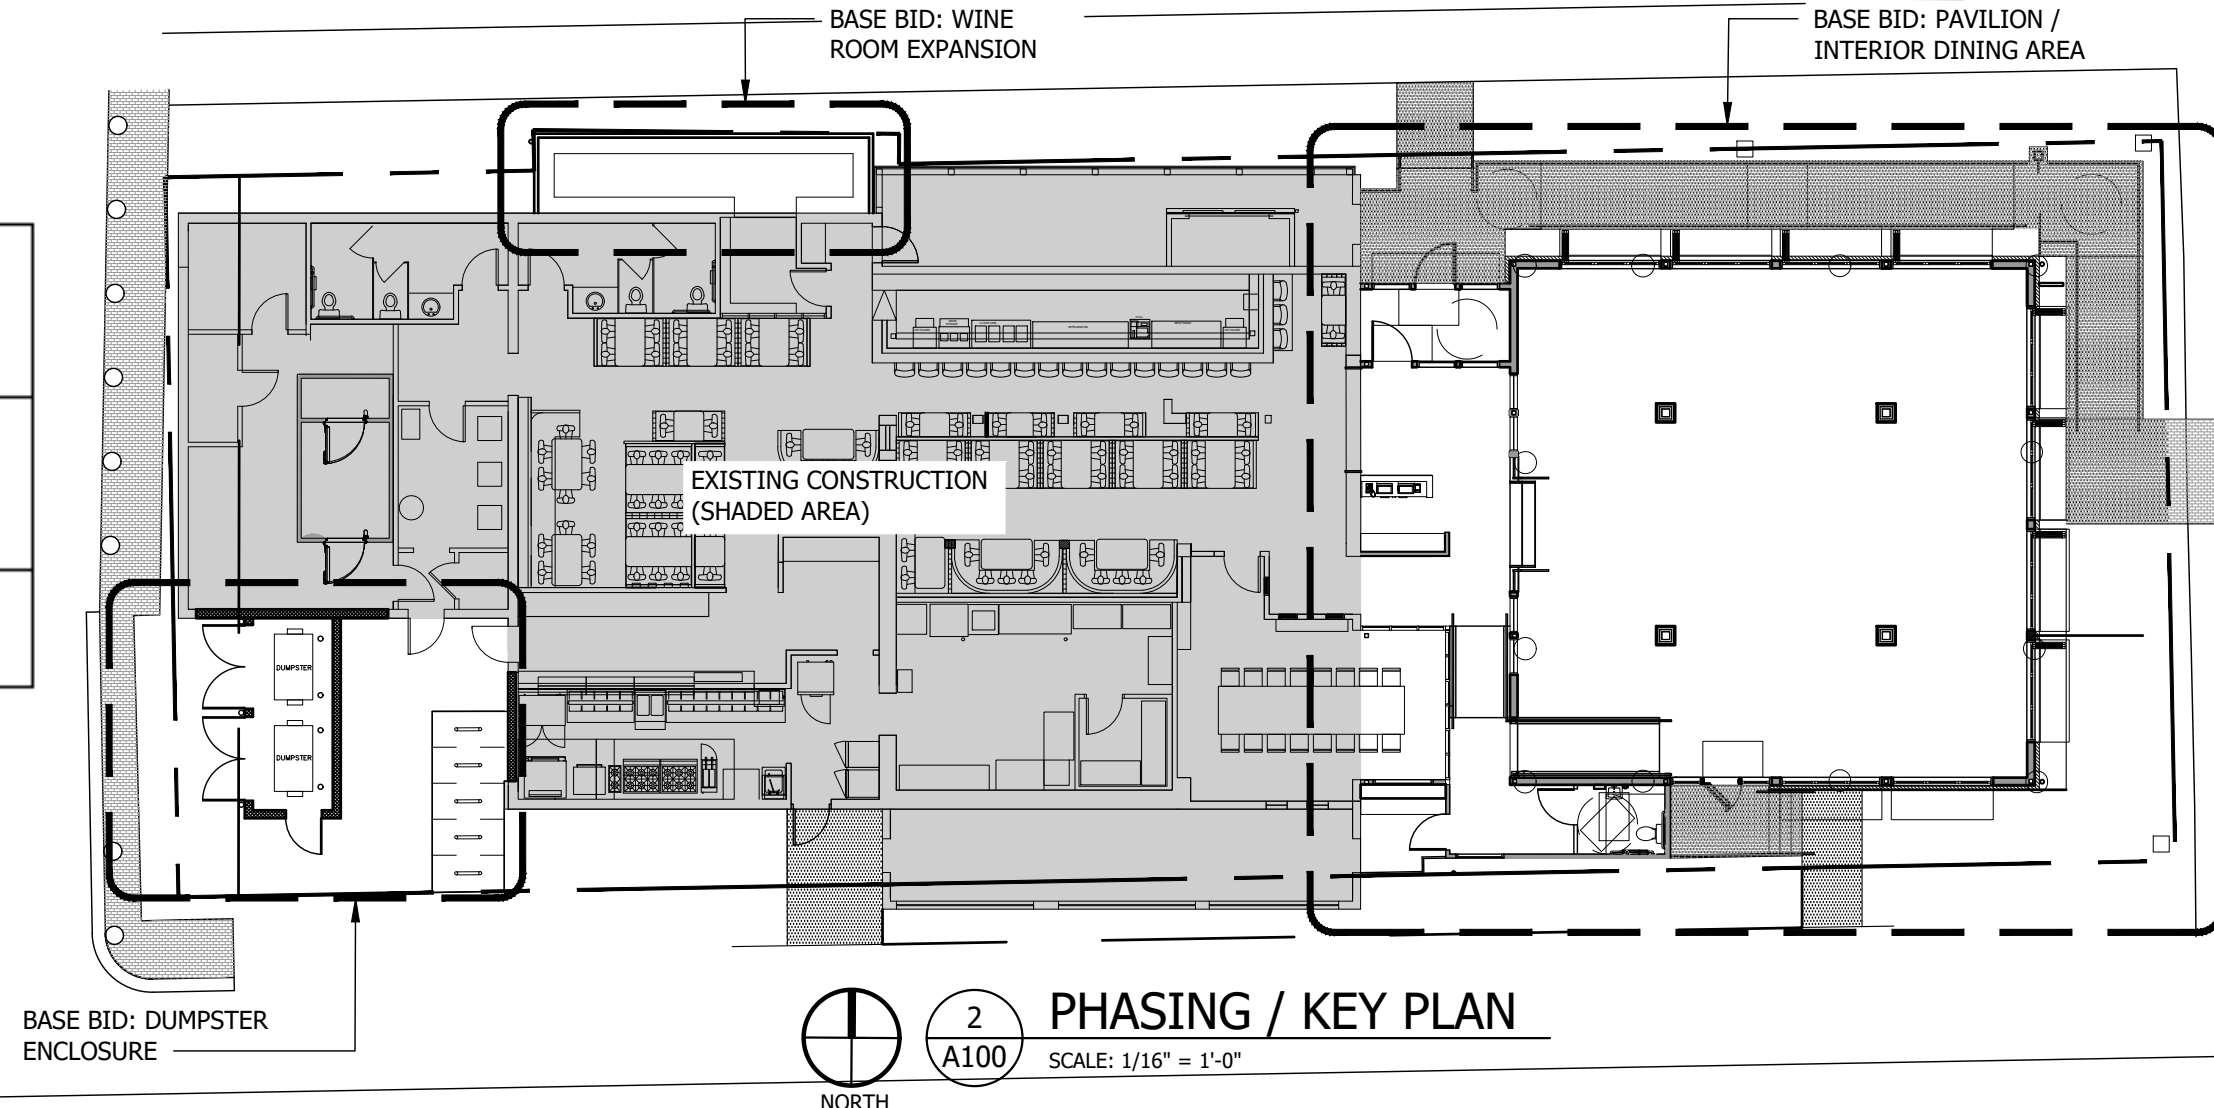 BASE BID: WINE
ROOM EXPANSION
BASE BID: PAVILION /
INTERIOR DINING AREA
EXISTING CONSTRUCTION
(SHADED AREA)
DUMPSTER
DUMPSTER
BASE BID: DUMPSTER
ENCLOSURE
2
A100
PHASING / KEY PLAN
SCALE: 1/16" = 1'-0"
NORTH